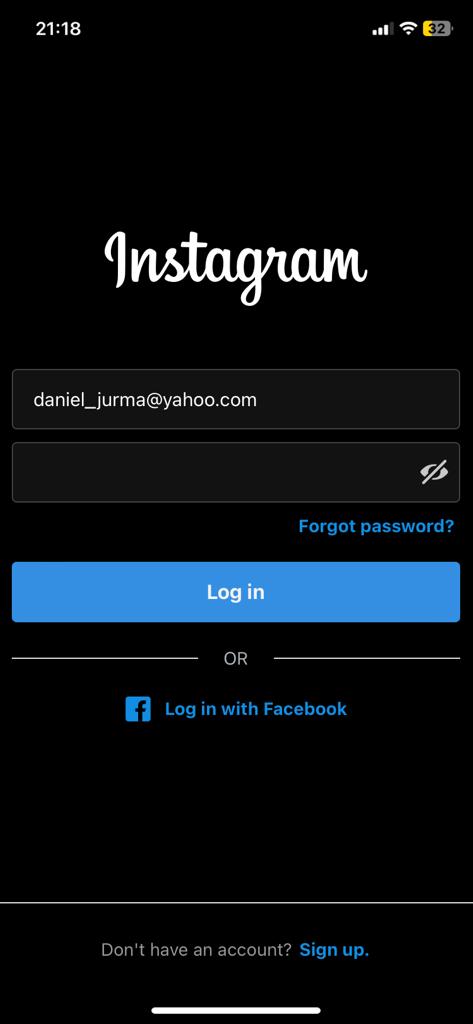 21:18 32
Instagram
daniel_jurma@yahoo.com
Forgot password?
Log in
OR
Log in with Facebook
Don't have an account? Sign up.